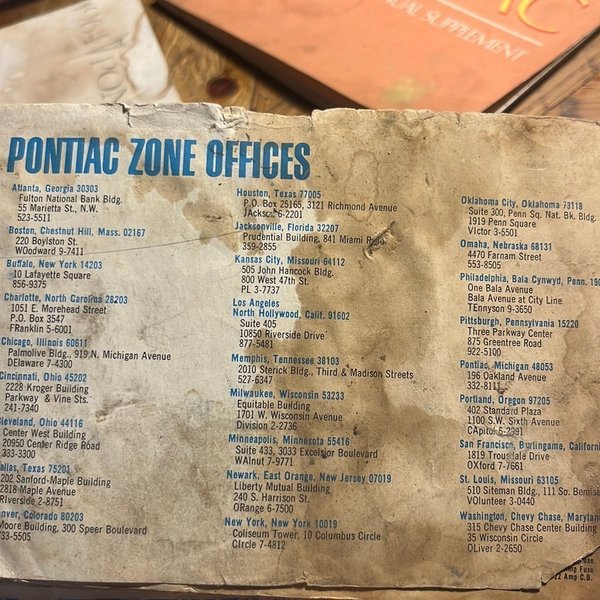 UAL SUPPLEMENT
PONTIAC ZONE OFFICES
Atlanta, Georgia 30303
Fulton National Bank Bldg.
55 Marietta St., N.W.
523-5511
Boston, Chestnut Hill, Mass. 02167
220 Boylston St.
WOodward 9-7411
Buffalo, New York 14203
10 Lafayette Square
856-9375
Charlotte, North Carolina 28203
1051 E. Morehead Street
P.O. Box 3547
FRanklin 5-6001
Chicago, Illinois 60611
Palmolive Bldg., 919 N. Michigan Avenue
DElaware 7-4300
Cincinnati, Ohio 45202
2228 Kroger Building
Parkway & Vine Sts.
241-7340
Cleveland, Ohio 44116
Center West Building
20950 Center Ridge Road
333-3300
allas, Texas 75201
202 Sanford-Maple Building
2818 Maple Avenue
RIverside 2-8751
enver, Colorado 80203
Moore Building, 300 Speer Boulevard
33-5505
Houston, Texas 77005
P.O. Box 25165, 3121 Richmond Avenue
JAckson 6-2201
Jacksonville, Florida 32207
Prudential Building, 841 Miami R
359-2855
Kansas City, Missouri 64112
505 John Hancock Bldg.
800 West 47th St.
PL 3-7737
Los Angeles
North Hollywood, Calif. 91602
Suite 405
10850 Riverside Drive
877-5481
Memphis, Tennessee 38103
2010 Sterick Bldg., Third & Madison Streets
527-6347
Milwaukee, Wisconsin 53233
Equitable Building
1701 W. Wisconsin Avenue
Division 2-2736
Minneapolis, Minnesota 55416
Suite 433, 3033 Excelsior Boulevard
WAlnut 7-9771
Newark, East Orange, New Jersey 07019
Liberty Mutual Building
240 S. Harrison St.
ORange 6-7500
New York, New York 10019
Coliseum Tower, 10 Columbus Circle
CIrcle 7-4812
Oklahoma City, Oklahoma 73118
Suite 300, Penn Sq. Nat. Bk. Bldg.
1919 Penn Square
VIctor 3-5501
Omaha, Nebraska 68131
4470 Farnam Street
553-8505
Philadelphia, Bala Cynwyd, Penn. 190
One Bala Avenue
Bala Avenue at City Line
TEnnyson 9-3650
Pittsburgh, Pennsylvania 15220
Three Parkway Center
875 Greentree Road
922-5100
Pontiac, Michigan 48053
196 Oakland Avenue
332-8111
Portland, Oregon 97205
402 Standard Plaza
1100 S.W. Sixth Avenue
CApitol 6-2991
San Francisco, Burlingame, Californi
1819 Trousdale Drive
OXford 7-7661
St. Louis, Missouri 63105
510 Siteman Bldg., 111 So. Bemis
VOlunteer 3-0440
Washington, Chevy Chase, Marylan
315 Chevy Chase Center Building
35 Wisconsin Circle
OLiver 2-2650
Amp Fuse
Amp C.B.